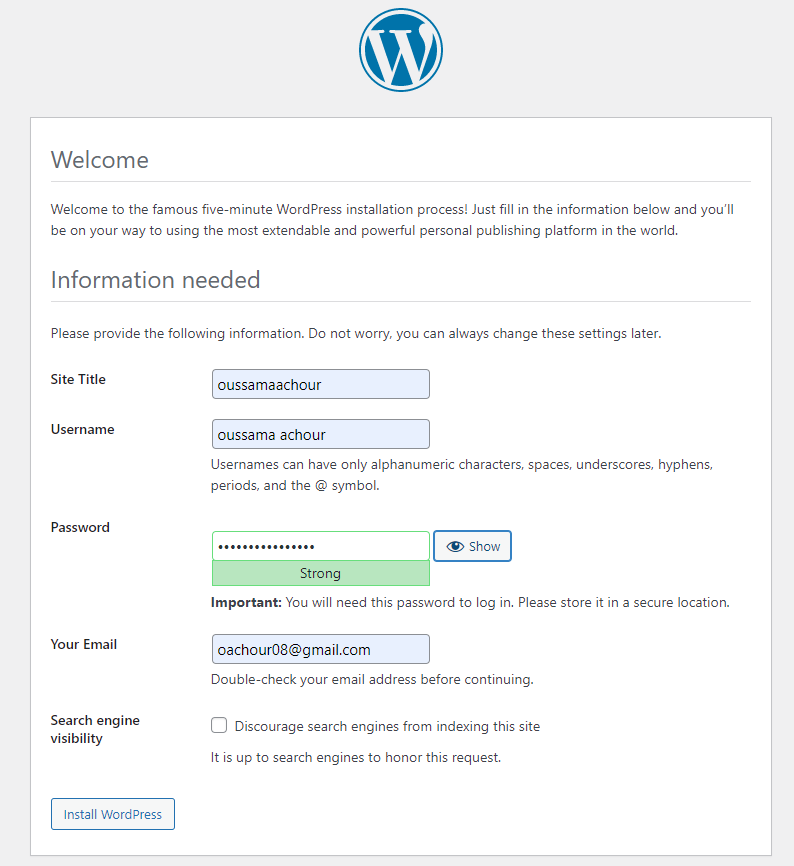 Welcome
Welcome to the famous five-minute WordPress installation process! Just fill in the information below and you’ll
be on your way to using the most extendable and powerful personal publishing platform in the world.
Information needed
Please provide the following information. Do not worry, you can always change these settings later.
Site Title
oussamaachour
Username
oussama achour
Usernames can have only alphanumeric characters, spaces, underscores, hyphens,
periods, and the @ symbol.
Password
••••••••••••••••
Show
Strong
Important: You will need this password to log in. Please store it in a secure location.
Your Email
oachour08@gmail.com
Double-check your email address before continuing.
Search engine
visibility
Discourage search engines from indexing this site
It is up to search engines to honor this request.
Install WordPress